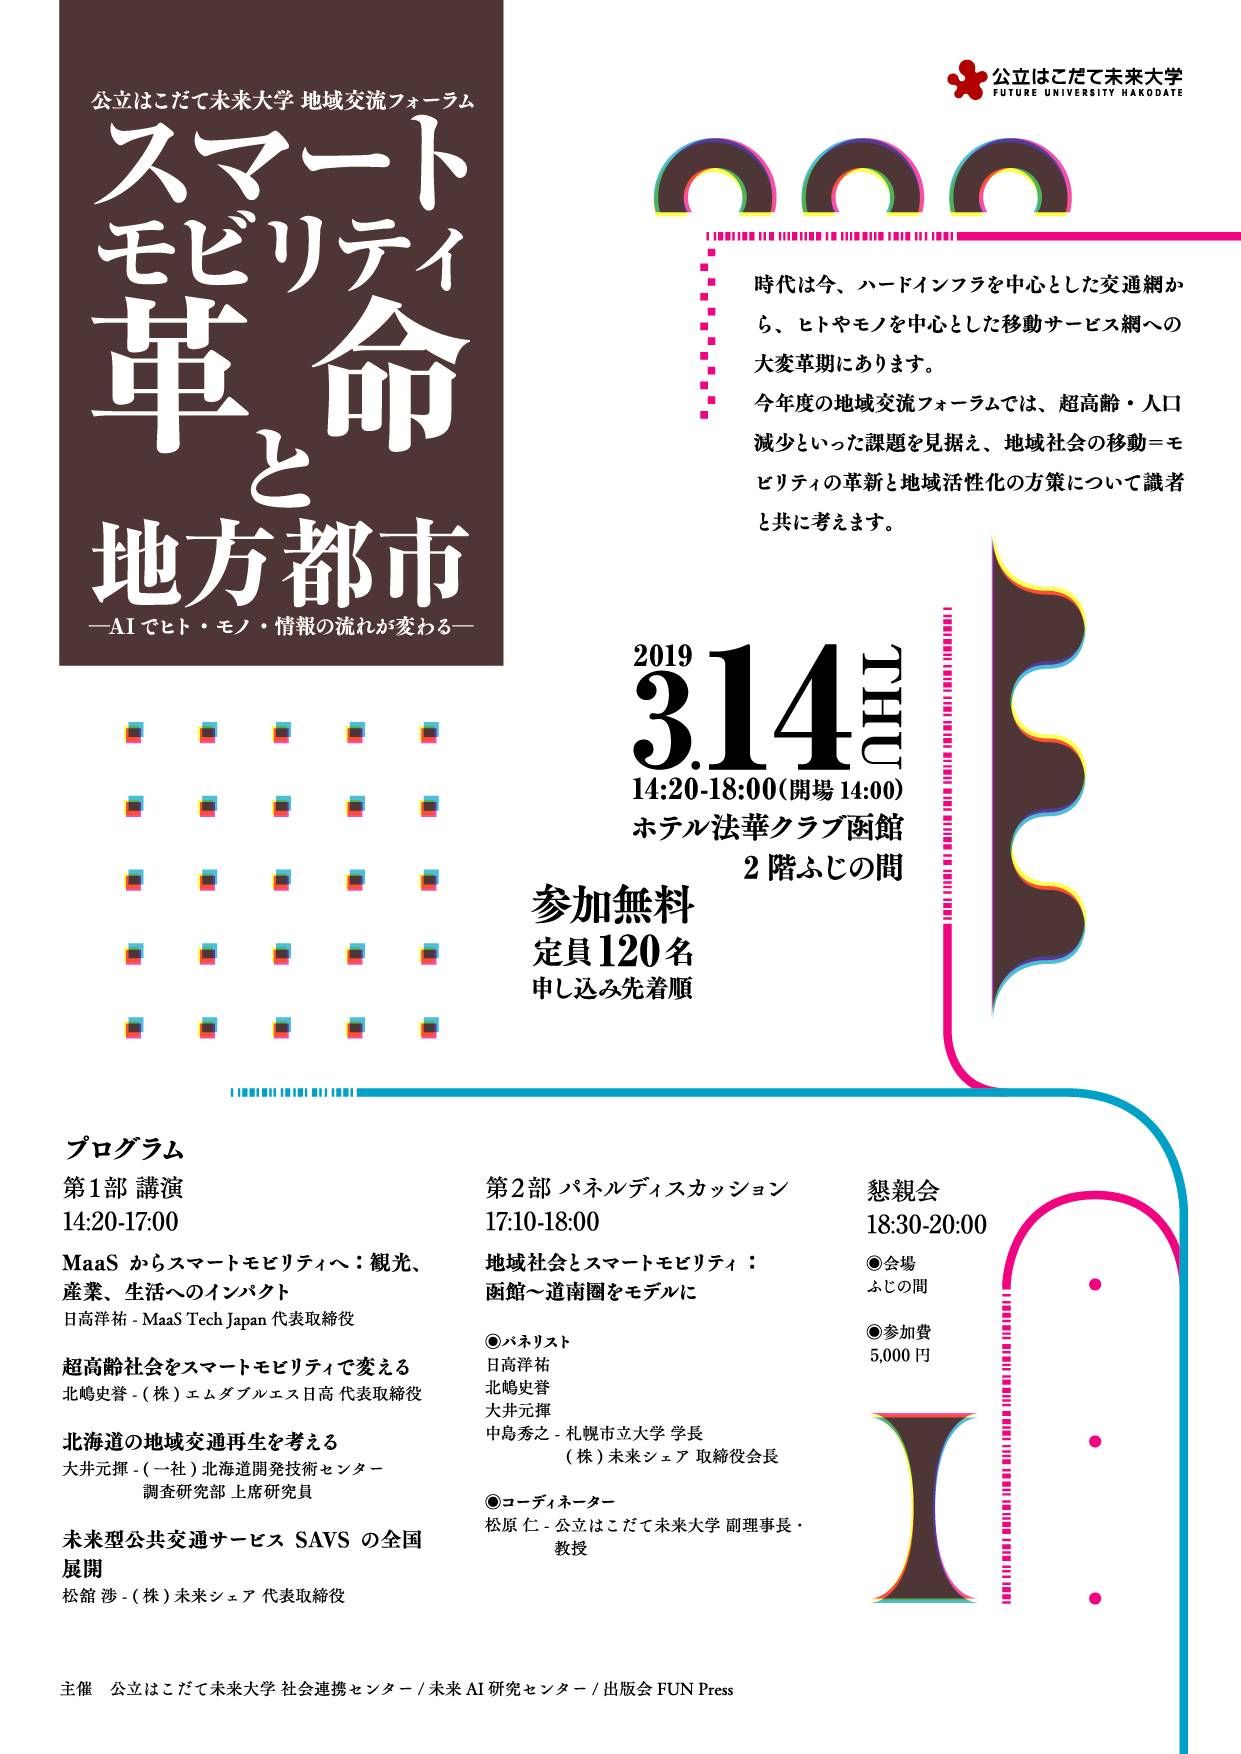 公立はこだて未来大学 地域交流フォーラム
スマート
モビリティ
革命
と
地方都市
―AIでヒト・モノ・情報の流れが変わる―
公立はこだて未来大学
FUTURE UNIVERSITY HAKODATE
時代は今、ハードインフラを中心とした交通網か
ら、ヒトやモノを中心とした移動サービス網への
大変革期にあります。
今年度の地域交流フォーラムでは、超高齢・人口
減少といった課題を見据え、地域社会の移動＝モ
ビリティの革新と地域活性化の方策について識者
と共に考えます。
2019
3.14 THU
14:20-18:00(開場 14:00)
ホテル法華クラブ函館
2 階ふじの間
参加無料
定員120名
申し込み先着順
プログラム
第1部 講演
14:20-17:00
MaaS からスマートモビリティへ：観光、
産業、生活へのインパクト
日高洋祐 - MaaS Tech Japan 代表取締役
超高齢社会をスマートモビリティで変える
北嶋史誉 - ( 株 ) エムダブルエス日高 代表取締役
北海道の地域交通再生を考える
大井元揮 - ( 一社 ) 北海道開発技術センター
調査研究部 上席研究員
未来型公共交通サービス SAVS の全国
展開
松舘 渉 - ( 株 ) 未来シェア 代表取締役
第2部 パネルディスカッション
17:10-18:00
地域社会とスマートモビリティ：
函館～道南圏をモデルに
◉パネリスト
日高洋祐
北嶋史誉
大井元揮
中島秀之 - 札幌市立大学 学長
( 株 ) 未来シェア 取締役会長
◉コーディネーター
松原 仁 - 公立はこだて未来大学 副理事長・
教授
懇親会
18:30-20:00
◉会場
ふじの間
◉参加費
5,000 円
主催　公立はこだて未来大学 社会連携センター / 未来 AI 研究センター / 出版会 FUN Press